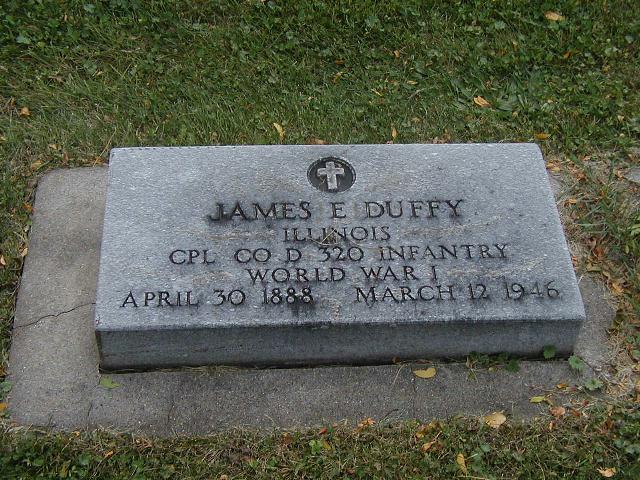 JAMES E DUFFY
ILLINOIS
CPL CO D 320 INFANTRY
WORLD WAR I
APRIL 30 1888 MARCH 12 1946